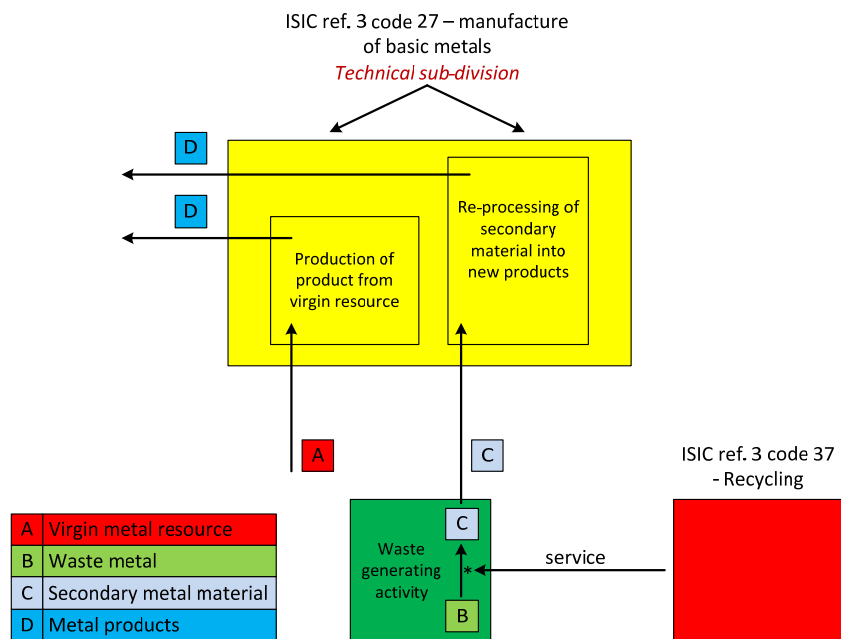 ISIC ref. 3 code 27 – manufacture
of basic metals
Technical sub-division
D
D
Re-processing of
secondary
material into
new products
Production of
product from
virgin resource
A
C
ISIC ref. 3 code 37
- Recycling
A Virgin metal resource
B Waste metal
C Secondary metal material
D Metal products
Waste
generating
activity
C
*
B
service